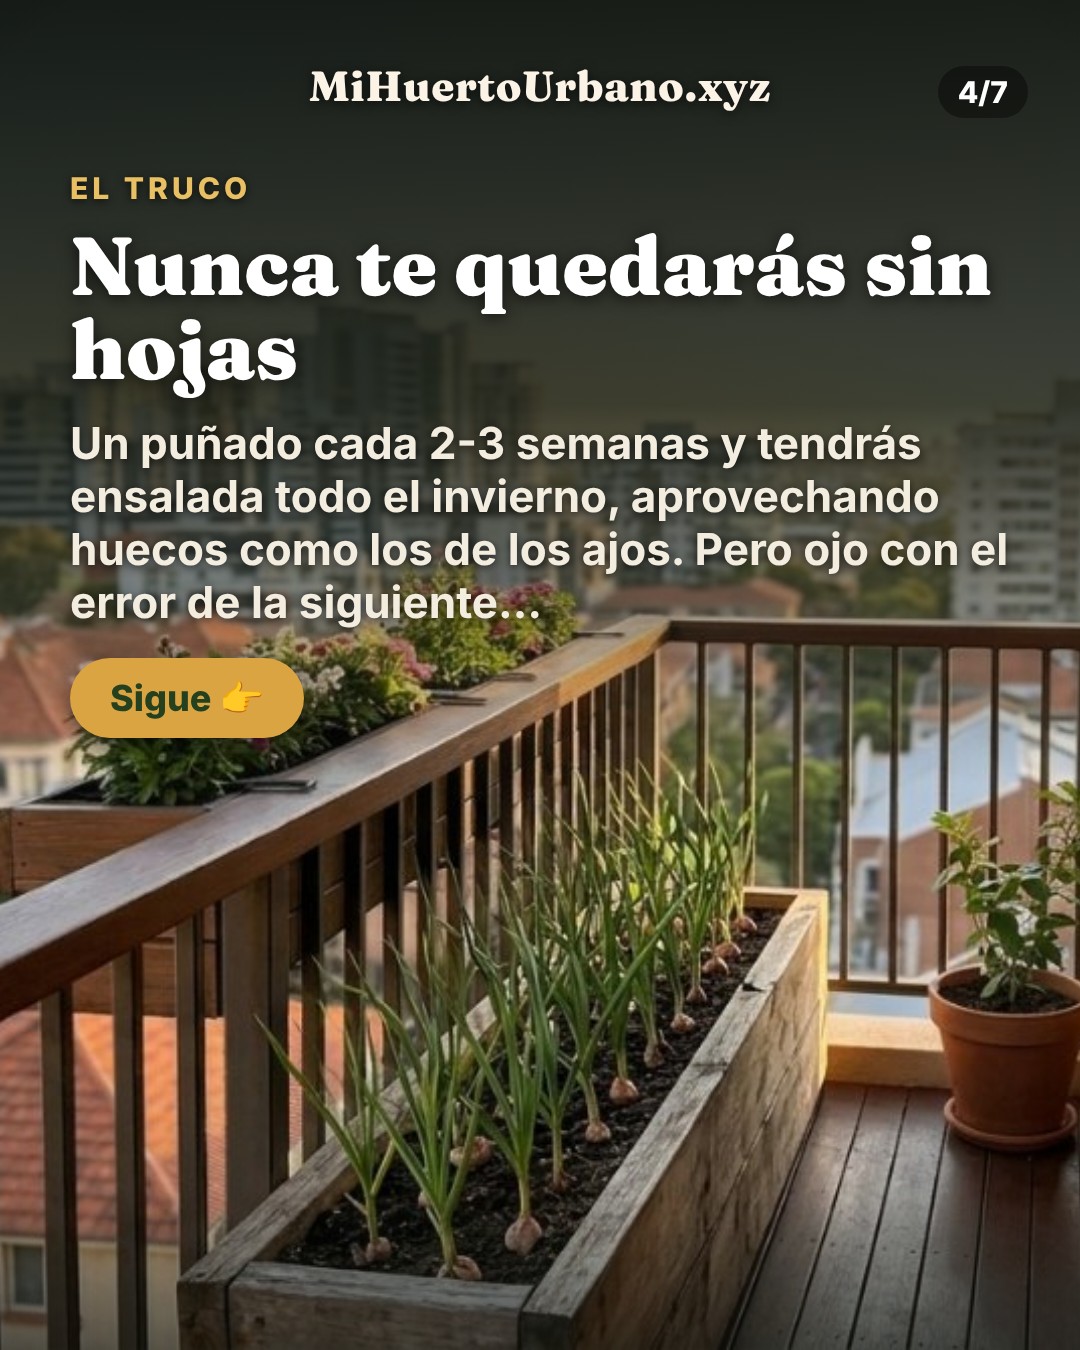 MiHuertoUrbano.xyz
4/7
EL TRUCO
Nunca te quedarás sin
hojas
Un puñado cada 2-3 semanas y tendrás
ensalada todo el invierno, aprovechando
huecos como los de los ajos. Pero ojo con el
error de la siguiente...
Sigue 👉